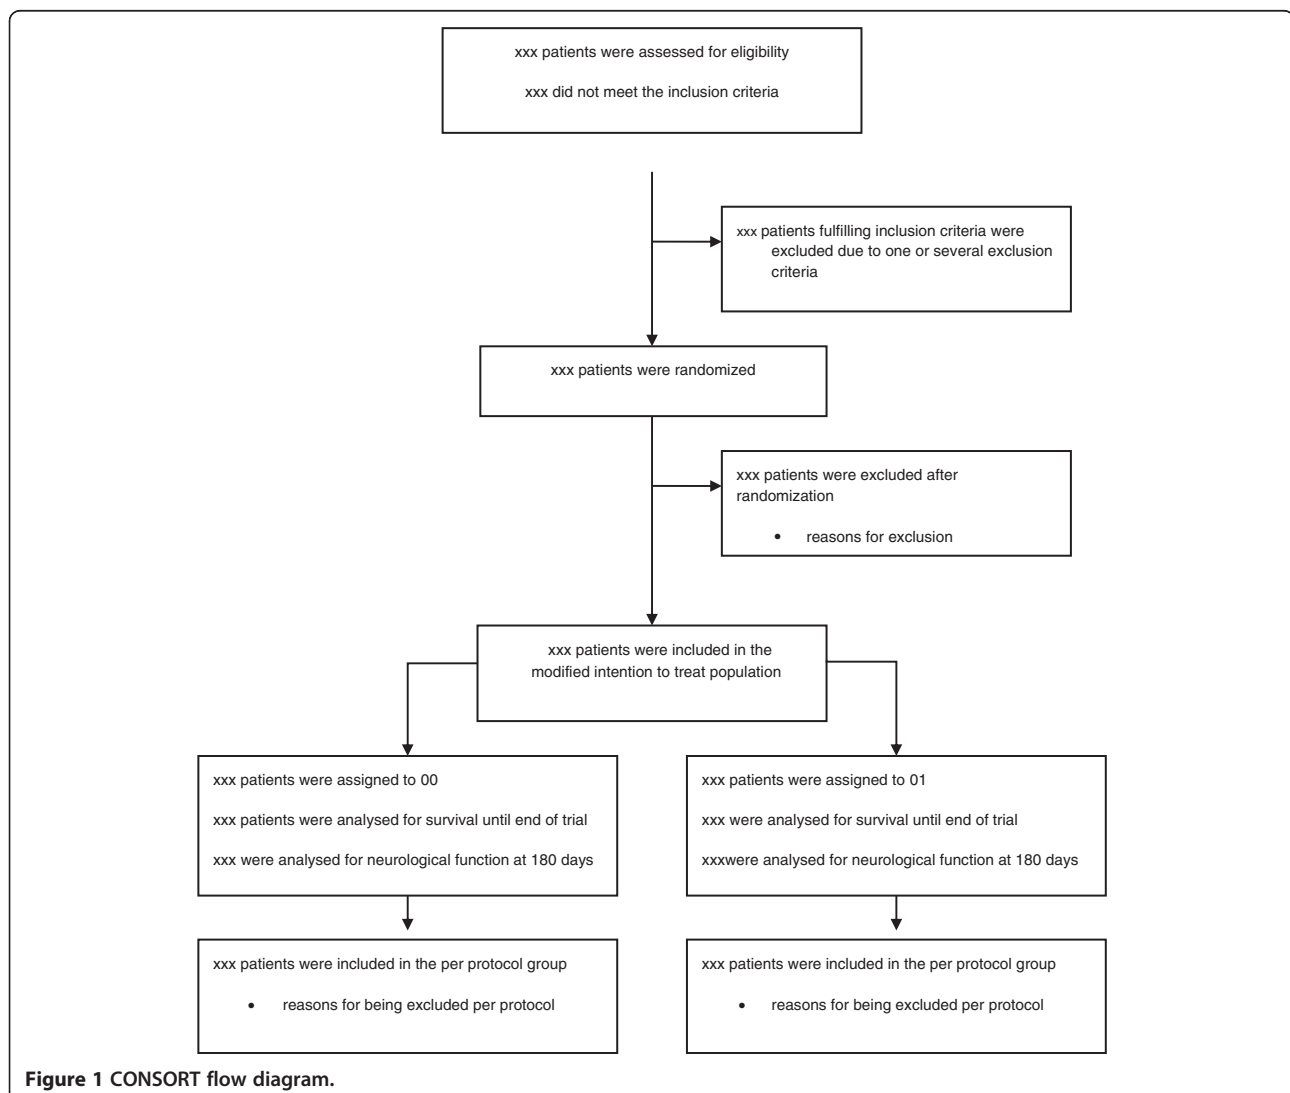 xxx patients were assessed for eligibility
xxx did not meet the inclusion criteria
xxx patients fulfilling inclusion criteria were
excluded due to one or several exclusion
criteria
xxx patients were randomized
xxx patients were excluded after
randomization
• reasons for exclusion
xxx patients were included in the
modified intention to treat population
xxx patients were assigned to 00
xxx patients were analysed for survival until end of trial
xxx were analysed for neurological function at 180 days
xxx patients were assigned to 01
xxx were analysed for survival until end of trial
xxxwere analysed for neurological function at 180 days
xxx patients were included in the per protocol group
• reasons for being excluded per protocol
xxx patients were included in the per protocol group
• reasons for being excluded per protocol
Figure 1 CONSORT flow diagram.